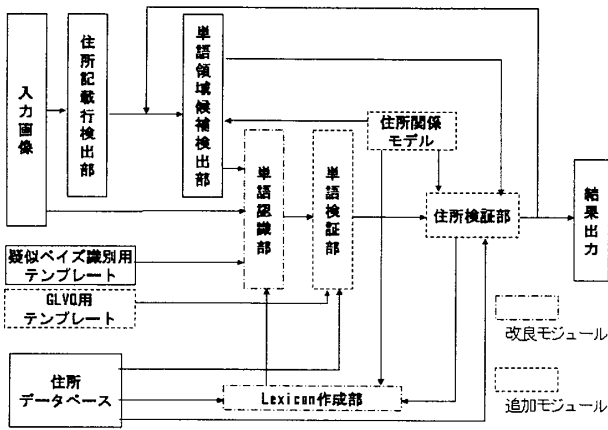 入力画像
住所記載行検出部
単語領域候補検出部
住所関係
モデル
単語認識部
単語検証部
住所検証部
結果出力
疑似ベイズ識別用
テンプレート
GLVQ用
テンプレート
改良モジュール
住所
データベース
Lexicon作成部
追加モジュール